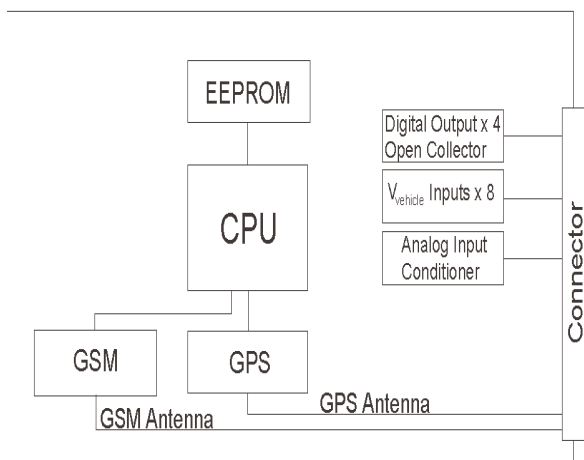 EEPROM
Digital Output x 4
Open Collector
Vvehicle Inputs x 8
CPU
Analog Input
Conditioner
Connector
GSM
GPS
GPS Antenna
GSM Antenna